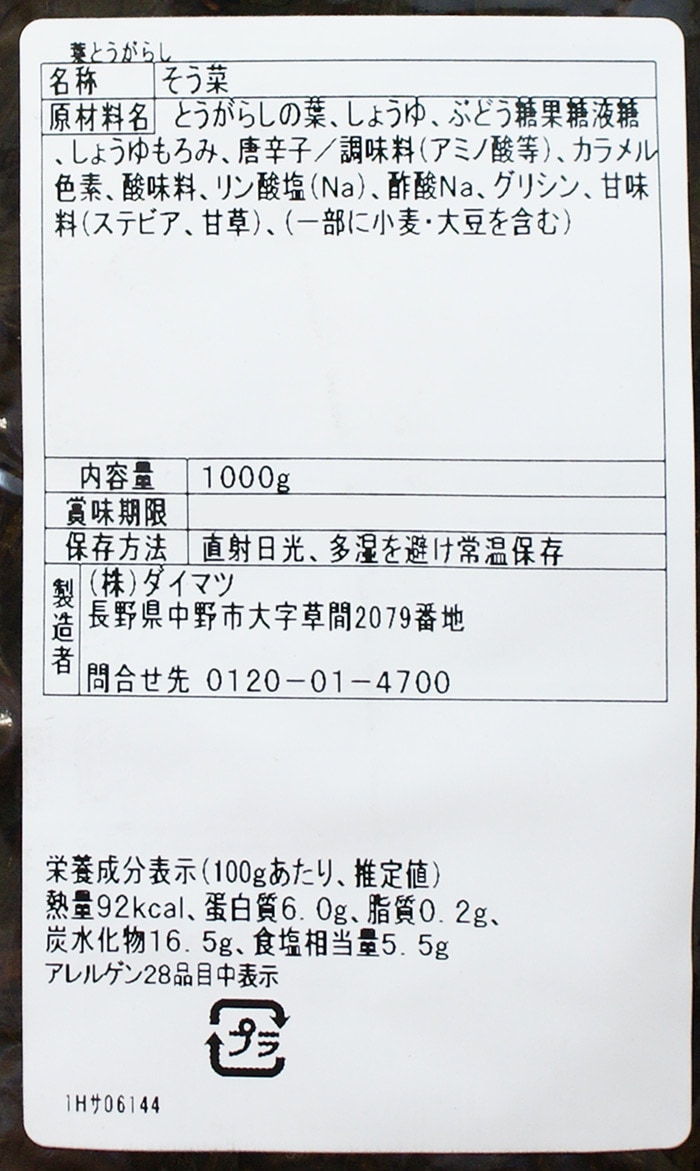 葉とうがらし
名称 そう菜
原材料名 とうがらしの葉、しょうゆ、ぶどう糖果糖液糖
、しょうゆもろみ、唐辛子／調味料(アミノ酸等)、カラメル
色素、酸味料、リン酸塩(Na)、酢酸Na、グリシン、甘味
料(ステビア、甘草)、(一部に小麦・大豆を含む)
内容量 1000g
賞味期限
保存方法 直射日光、多湿を避け常温保存
製造者 (株)ダイマツ
長野県中野市大字草間2079番地
問合せ先 0120－01－4700
栄養成分表示(100gあたり、推定値)
熱量92kcal、蛋白質6.0g、脂質0.2g、
炭水化物16.5g、食塩相当量5.5g
アレルゲン28品目中表示
プラ
1Hサ06144